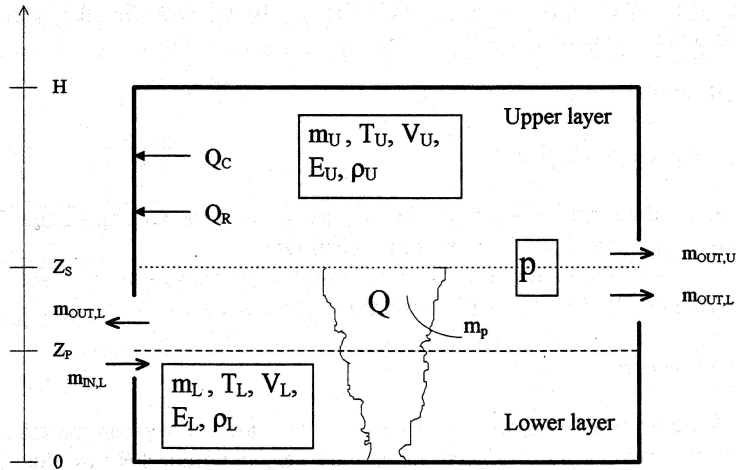 H
Upper layer
m_U , T_U, V_U,
E_U, ρ_U
Q_C
Q_R
Z_S
p
m_OUT,U
m_OUT,L
m_OUT,L
Q
m_p
Z_P
m_IN,L
m_L , T_L, V_L,
E_L, ρ_L
Lower layer
0